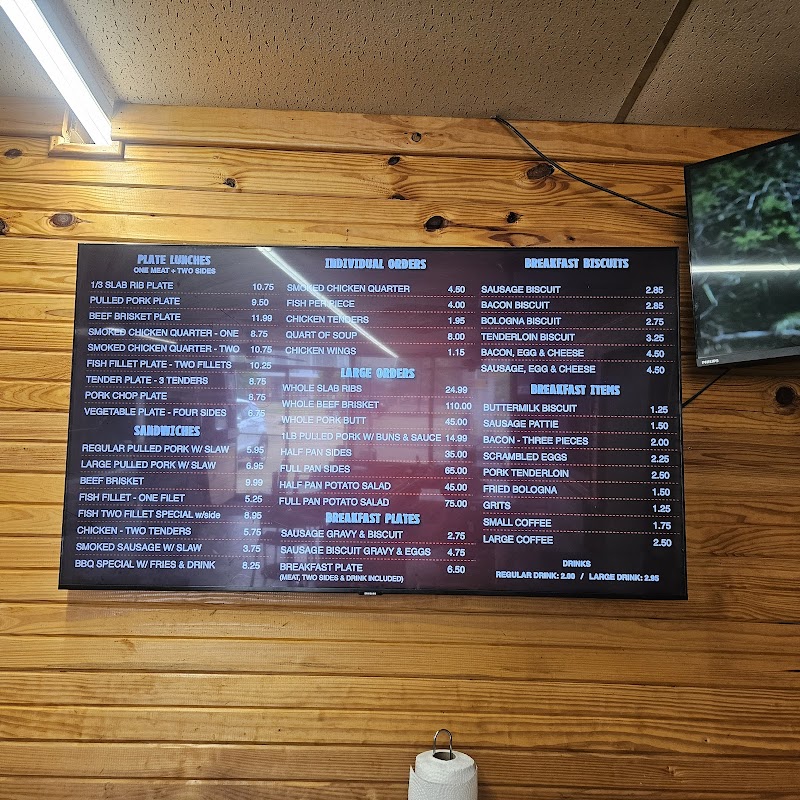 PLATE LUNCHES
ONE MEAT + TWO SIDES
1/3 SLAB RIB PLATE 10.75
PULLED PORK PLATE 9.50
BEEF BRISKET PLATE 11.99
SMOKED CHICKEN QUARTER - ONE 8.75
SMOKED CHICKEN QUARTER - TWO 10.75
FISH FILLET PLATE - TWO FILLETS 10.25
TENDER PLATE - 3 TENDERS 8.75
PORK CHOP PLATE 8.75
VEGETABLE PLATE - FOUR SIDES 6.75
SANDWICHES
REGULAR PULLED PORK W/ SLAW 5.95
LARGE PULLED PORK W/ SLAW 6.95
BEEF BRISKET 9.99
FISH FILLET - ONE FILET 5.25
FISH TWO FILLET SPECIAL w/side 8.95
CHICKEN - TWO TENDERS 5.75
SMOKED SAUSAGE W/ SLAW 3.75
BBQ SPECIAL W/ FRIES & DRINK 8.25
INDIVIDUAL ORDERS
SMOKED CHICKEN QUARTER 4.50
FISH PER PIECE 4.00
CHICKEN TENDERS 1.95
QUART OF SOUP 8.00
CHICKEN WINGS 1.15
LARGE ORDERS
WHOLE SLAB RIBS 24.99
WHOLE BEEF BRISKET 110.00
WHOLE PORK BUTT 45.00
1LB PULLED PORK W/ BUNS & SAUCE 14.99
HALF PAN SIDES 35.00
FULL PAN SIDES 65.00
HALF PAN POTATO SALAD 45.00
FULL PAN POTATO SALAD 75.00
BREAKFAST PLATES
SAUSAGE GRAVY & BISCUIT 2.75
SAUSAGE BISCUIT GRAVY & EGGS 4.75
BREAKFAST PLATE 6.50
(MEAT, TWO SIDES & DRINK INCLUDED)
BREAKFAST BISCUITS
SAUSAGE BISCUIT 2.85
BACON BISCUIT 2.85
BOLOGNA BISCUIT 2.75
TENDERLOIN BISCUIT 3.25
BACON, EGG & CHEESE 4.50
SAUSAGE, EGG & CHEESE 4.50
BREAKFAST ITEMS
BUTTERMILK BISCUIT 1.25
SAUSAGE PATTIE 1.50
BACON - THREE PIECES 2.00
SCRAMBLED EGGS 2.25
PORK TENDERLOIN 2.50
FRIED BOLOGNA 1.50
GRITS 1.25
SMALL COFFEE 1.75
LARGE COFFEE 2.50
DRINKS
REGULAR DRINK: 2.60 / LARGE DRINK: 2.95
PHILIPS